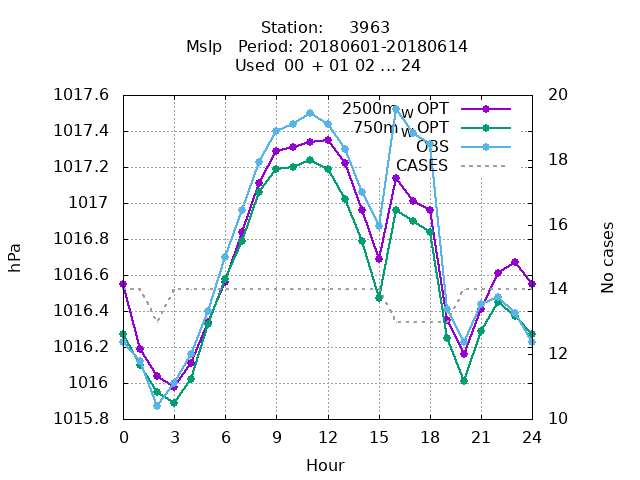 Station: 3963
Mslp Period: 20180601-20180614
Used 00 + 01 02 ... 24
1017.6
1017.4
1017.2
1017
1016.8
1016.6
1016.4
1016.2
1016
1015.8
hPa
2500m_W OPT
750m_W OPT
OBS
CASES
20
18
16
14
12
10
No cases
0 3 6 9 12 15 18 21 24
Hour